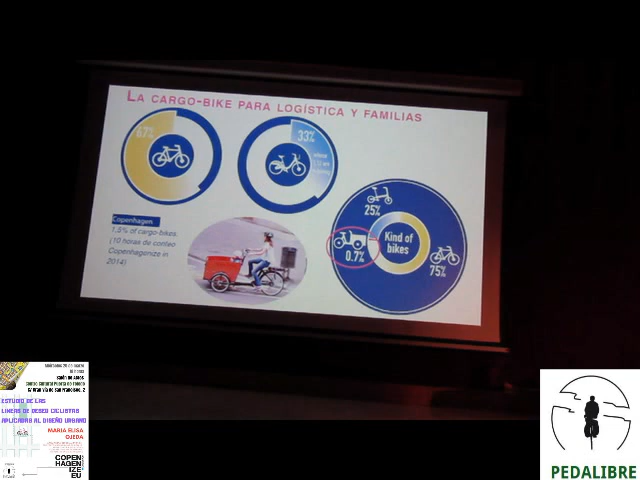 LA CARGO-BIKE PARA LOGÍSTICA Y FAMILIAS
67%
33%
25%
Kind of
bikes
0.7%
75%
Copenhagen.
1,5% of cargo-bikes.
(10 horas de conteo
Copenhagenize in
2014)
ESTUDIO DE LAS
LINEAS DE DESEO CICLISTAS
APLICADAS AL DISEÑO URBANO
MARIA ELISA
OJEDA
COPEN
HAGEN
IZE
EU
PEDALIBRE